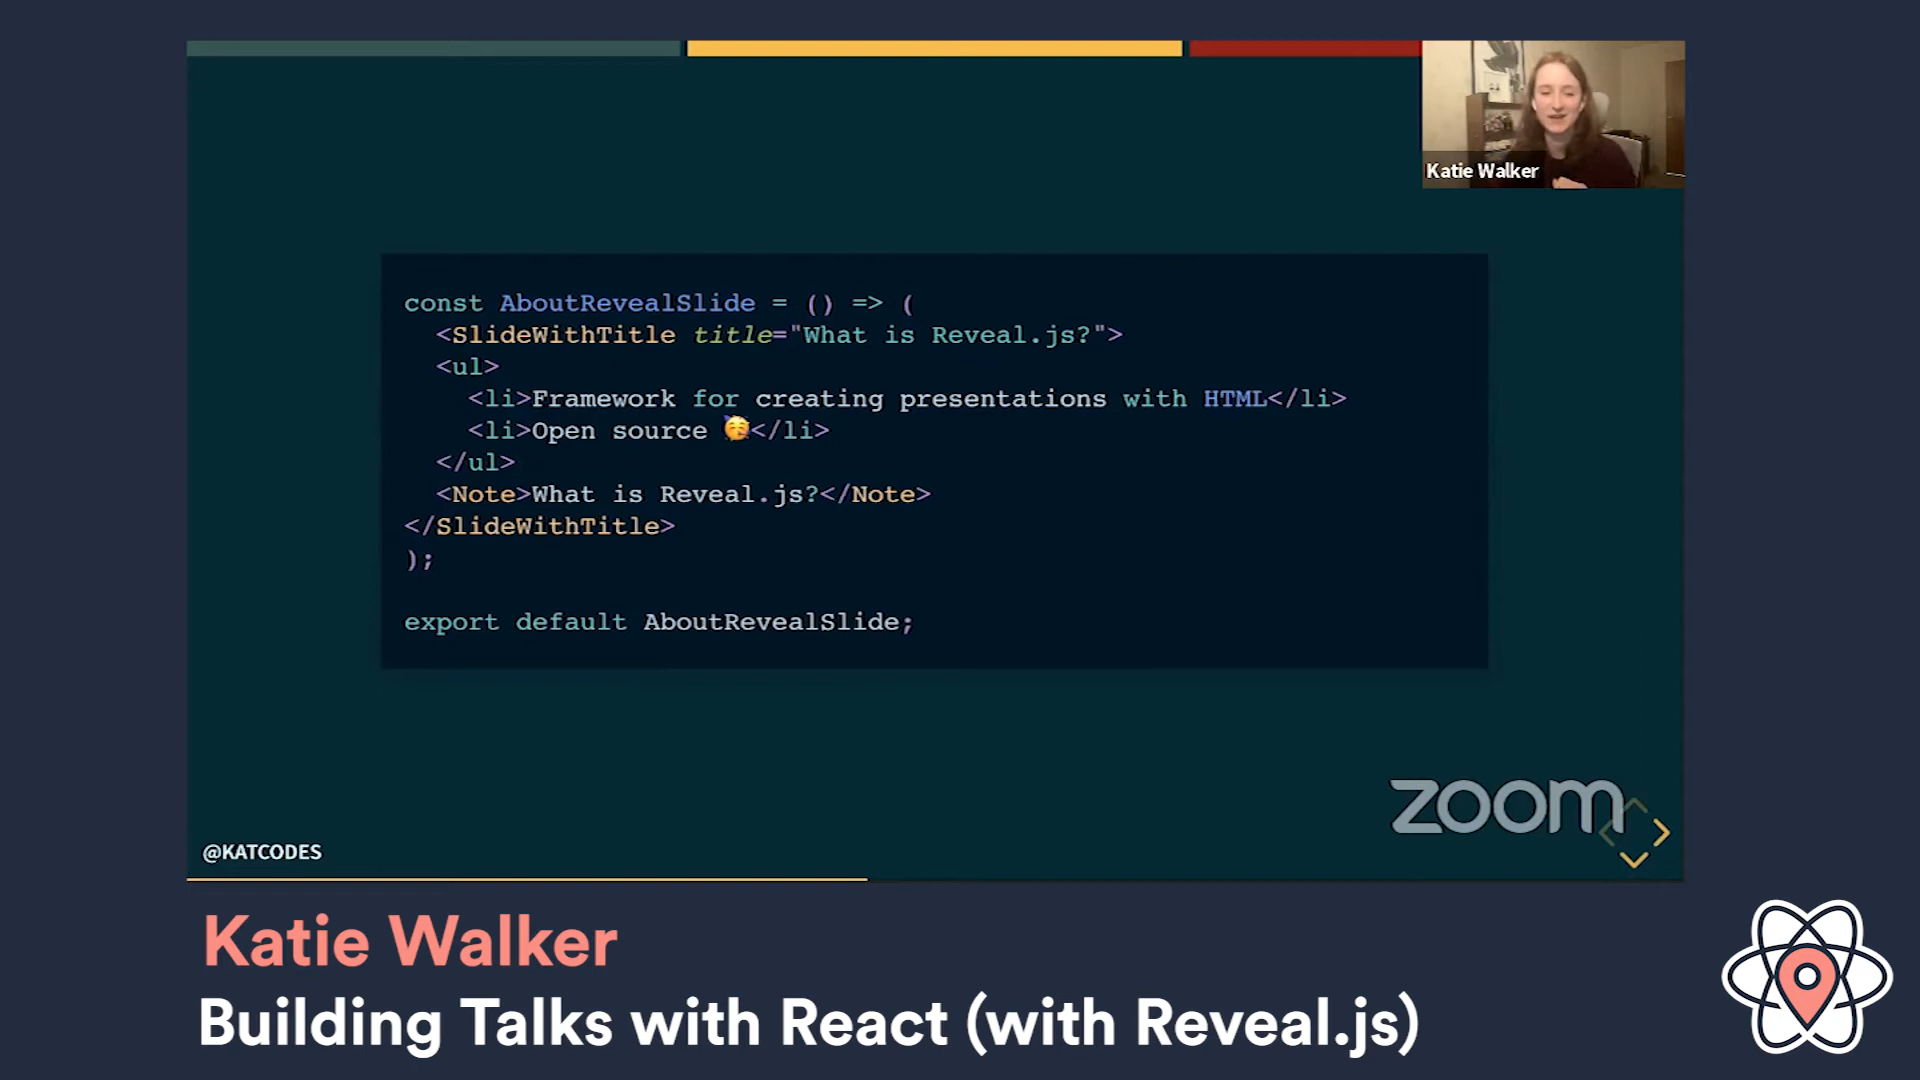 Katie Walker
const AboutRevealSlide = () => (
<SlideWithTitle title="What is Reveal.js?">
<ul>
<li>Framework for creating presentations with HTML</li>
<li>Open source 🥳</li>
</ul>
<Note>What is Reveal.js?</Note>
</SlideWithTitle>
);
export default AboutRevealSlide;
zoom
@KATCODES
Katie Walker
Building Talks with React (with Reveal.js)